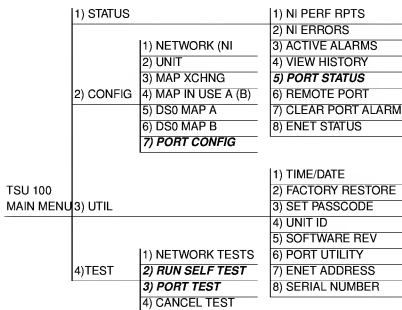 1) STATUS
1) NI PERF RPTS
2) NI ERRORS
3) ACTIVE ALARMS
4) VIEW HISTORY
5) PORT STATUS
6) REMOTE PORT
7) CLEAR PORT ALARM
8) ENET STATUS
2) CONFIG
1) NETWORK (NI
2) UNIT
3) MAP XCHNG
4) MAP IN USE A (B)
5) DS0 MAP A
6) DS0 MAP B
7) PORT CONFIG
TSU 100
MAIN MENU
3) UTIL
1) TIME/DATE
2) FACTORY RESTORE
3) SET PASSCODE
4) UNIT ID
5) SOFTWARE REV
6) PORT UTILITY
7) ENET ADDRESS
8) SERIAL NUMBER
4)TEST
1) NETWORK TESTS
2) RUN SELF TEST
3) PORT TEST
4) CANCEL TEST